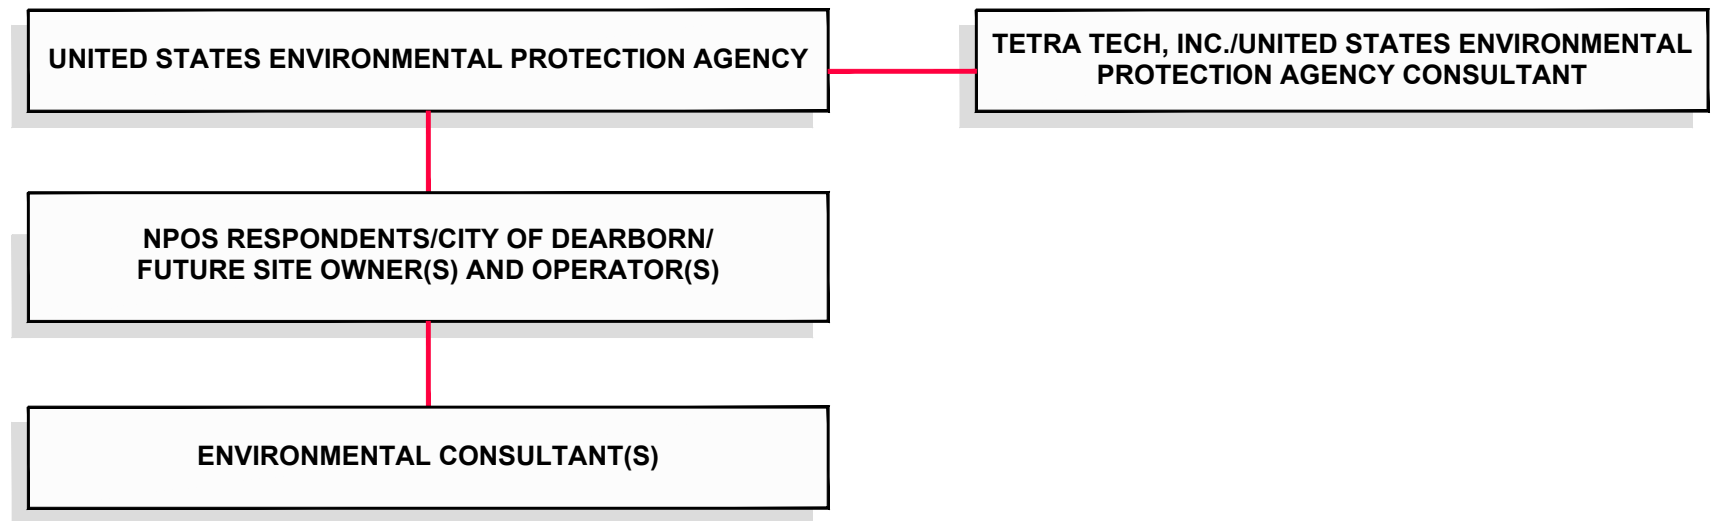 UNITED STATES ENVIRONMENTAL PROTECTION AGENCY
TETRA TECH, INC./UNITED STATES ENVIRONMENTAL
PROTECTION AGENCY CONSULTANT
NPOS RESPONDENTS/CITY OF DEARBORN/
FUTURE SITE OWNER(S) AND OPERATOR(S)
ENVIRONMENTAL CONSULTANT(S)